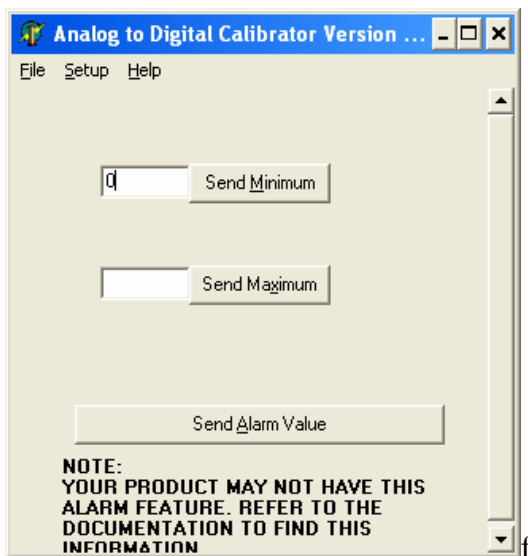 Analog to Digital Calibrator Version ...
File Setup Help
0 Send Minimum
Send Maximum
Send Alarm Value
NOTE:
YOUR PRODUCT MAY NOT HAVE THIS
ALARM FEATURE. REFER TO THE
DOCUMENTATION TO FIND THIS
INFORMATION